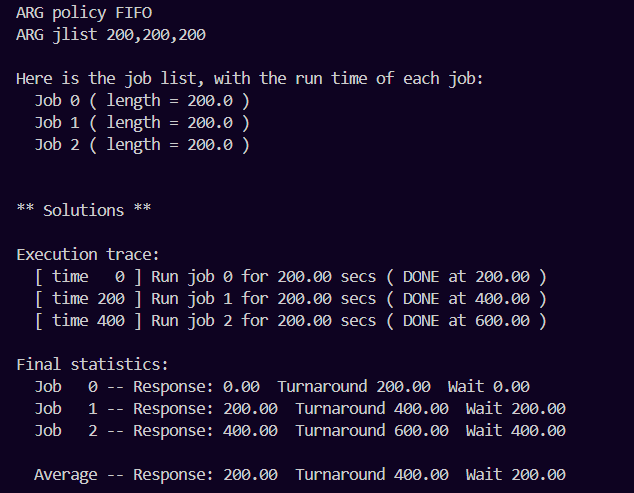 ARG policy FIFO
ARG jlist 200,200,200
Here is the job list, with the run time of each job:
Job 0 ( length = 200.0 )
Job 1 ( length = 200.0 )
Job 2 ( length = 200.0 )
** Solutions **
Execution trace:
[ time   0 ] Run job 0 for 200.00 secs ( DONE at 200.00 )
[ time 200 ] Run job 1 for 200.00 secs ( DONE at 400.00 )
[ time 400 ] Run job 2 for 200.00 secs ( DONE at 600.00 )
Final statistics:
Job   0 -- Response: 0.00  Turnaround 200.00  Wait 0.00
Job   1 -- Response: 200.00  Turnaround 400.00  Wait 200.00
Job   2 -- Response: 400.00  Turnaround 600.00  Wait 400.00
Average -- Response: 200.00  Turnaround 400.00  Wait 200.00